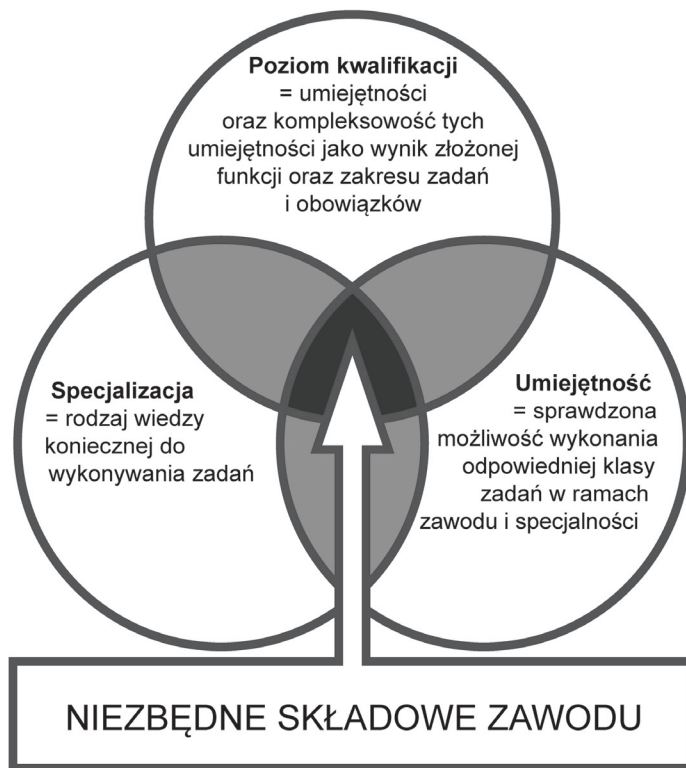 Poziom kwalifikacji
= umiejętności
oraz kompleksowość tych
umiejętności jako wynik złożonej
funkcji oraz zakresu zadań
i obowiązków
Specjalizacja
= rodzaj wiedzy
koniecznej do
wykonywania zadań
Umiejętność
= sprawdzona
możliwość wykonania
odpowiedniej klasy
zadań w ramach
zawodu i specjalności
NIEZBĘDNE SKŁADOWE ZAWODU